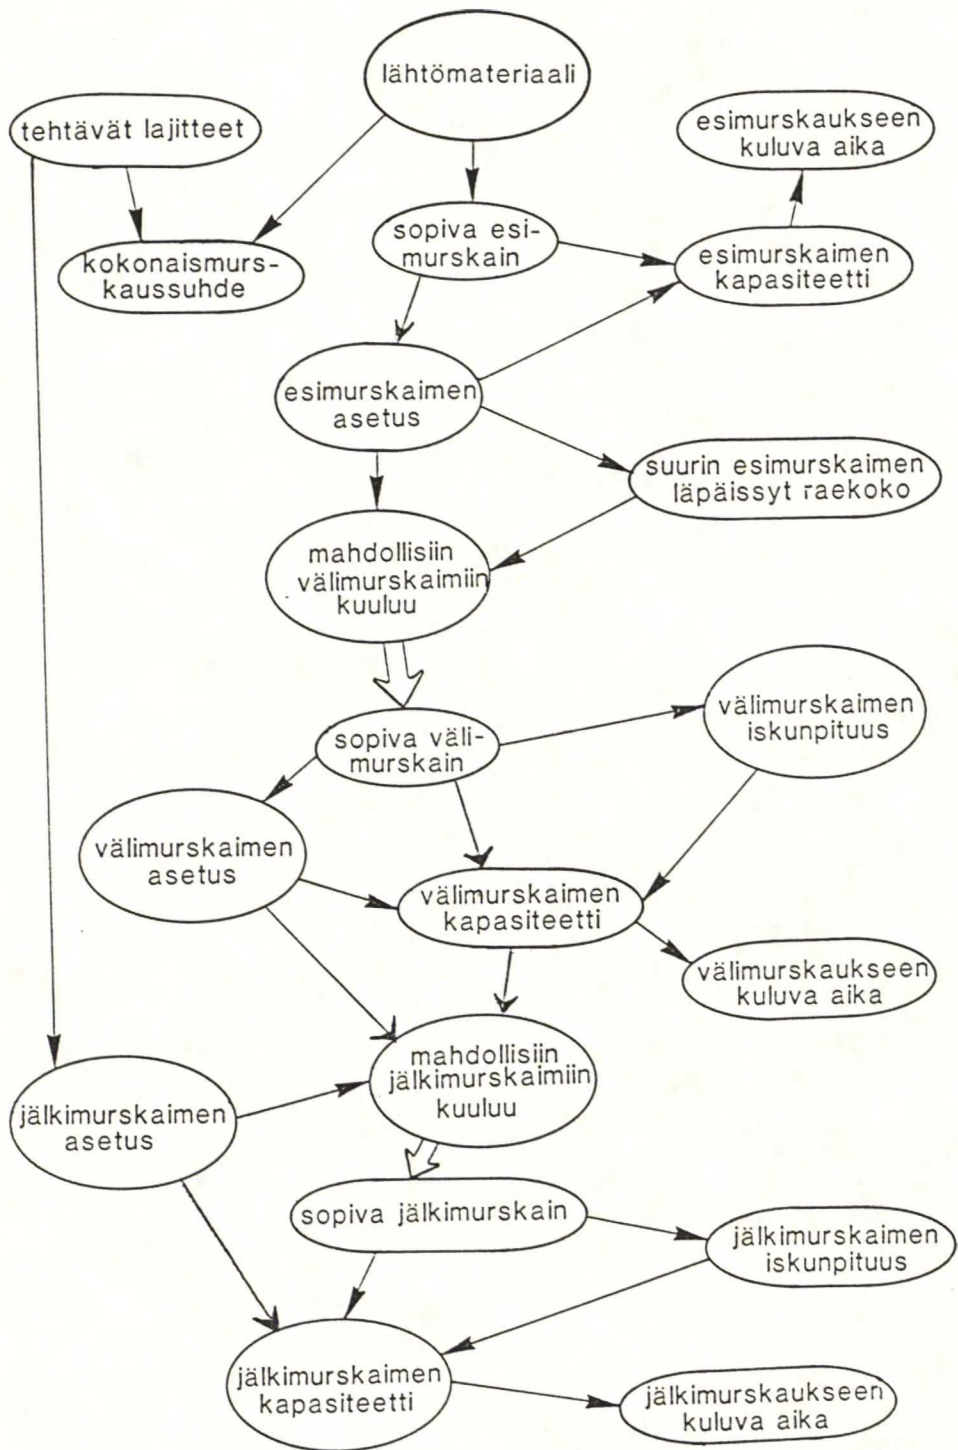 lähtömateriaali
tehtävät lajitteet
esimurskaukseen
kuluva aika
sopiva esi-
murskain
kokonaismurs-
kaussuhde
esimurskaimen
kapasiteetti
esimurskaimen
asetus
suurin esimurskaimen
läpäissyt raekoko
mahdollisiin
välimurskaimiin
kuuluu
sopiva väli-
murskain
välimurskaimen
iskunpituus
välimurskaimen
asetus
välimurskaimen
kapasiteetti
välimurskaukseen
kuluva aika
mahdollisiin
jälkimurskaimiin
kuuluu
jälkimurskaimen
asetus
sopiva jälkimurskain
jälkimurskaimen
iskunpituus
jälkimurskaimen
kapasiteetti
jälkimurskaukseen
kuluva aika